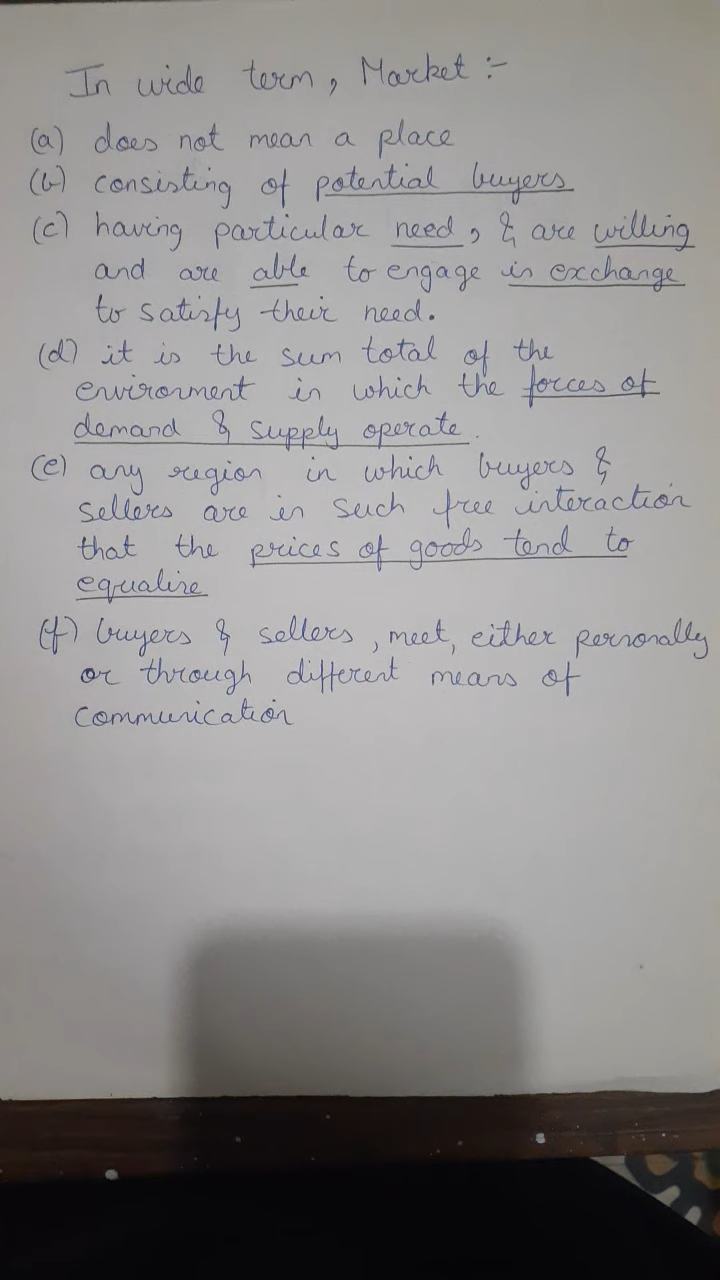 In wide term, Market :-
(a) does not mean a place
(b) consisting of potential buyers
(c) having particular need, & are willing
and are able to engage in exchange
to satisfy their need.
(d) it is the sum total of the
environment in which the forces of
demand & supply operate.
(e) any region in which buyers &
sellers are in such free interaction
that the prices of goods tend to
equalize
(f) buyers & sellers, meet, either personally
or through different means of
communication